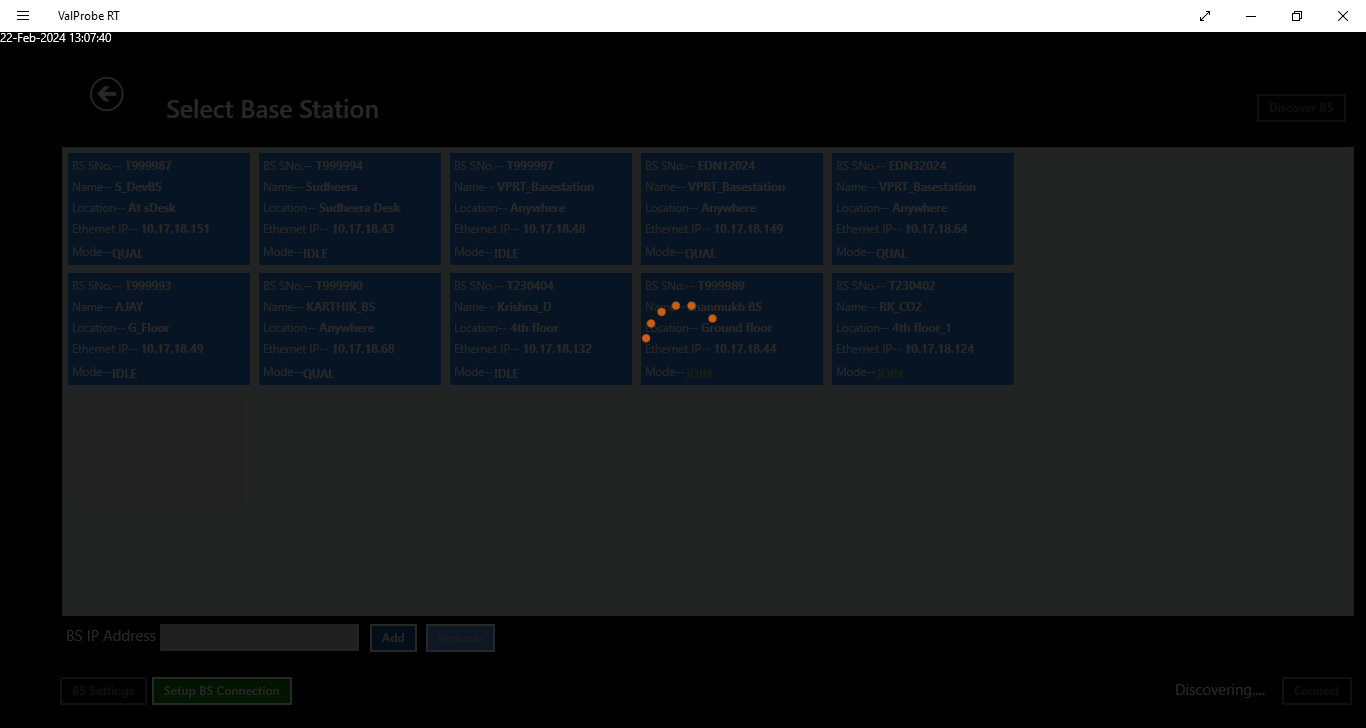 ValProbe RT
22-Feb-2024 13:07:40
Select Base Station
Discover BS
BS SNo.-- T999987
Name-- S_DevBS
Location-- At sDesk
Ethernet IP-- 10.17.18.151
Mode--QUAL
BS SNo.-- T999994
Name-- Sudheera
Location-- Sudheera Desk
Ethernet IP-- 10.17.18.43
Mode--IDLE
BS SNo.-- T999997
Name-- VPRT_Basestation
Location-- Anywhere
Ethernet IP-- 10.17.18.48
Mode--IDLE
BS SNo.-- EDN12024
Name-- VPRT_Basestation
Location-- Anywhere
Ethernet IP-- 10.17.18.149
Mode--QUAL
BS SNo.-- EDN32024
Name-- VPRT_Basestation
Location-- Anywhere
Ethernet IP-- 10.17.18.64
Mode--QUAL
BS SNo.-- T999993
Name-- AJAY
Location-- G_Floor
Ethernet IP-- 10.17.18.49
Mode--IDLE
BS SNo.-- T999990
Name-- KARTHIK_BS
Location-- Anywhere
Ethernet IP-- 10.17.18.68
Mode--QUAL
BS SNo.-- T230404
Name-- Krishna_D
Location-- 4th floor
Ethernet IP-- 10.17.18.132
Mode--IDLE
BS SNo.-- T999989
Name-- BS
Location-- Ground floor
Ethernet IP-- 10.17.18.44
Mode--JOIN
BS SNo.-- T230402
Name-- RK_CO2
Location-- 4th floor_1
Ethernet IP-- 10.17.18.124
Mode--JOIN
BS IP Address
Add
Remove
BS Settings
Setup BS Connection
Discovering....
Connect